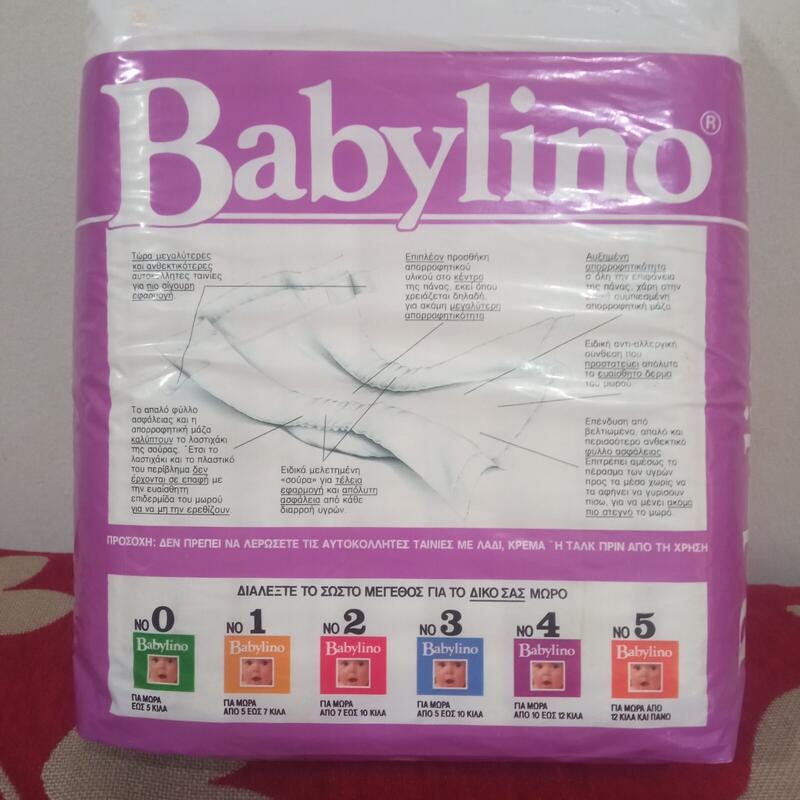 Babylino®
Τώρα μεγαλύτερες
και ανθεκτικότερες
αυτοκόλλητες ταινίες
για πιο σίγουρη
εφαρμογή
Επιπλέον προσθήκη
απορροφητικού
υλικού στο κέντρο
της πάνας, εκεί όπου
χρειάζεται δηλαδή,
για ακόμη μεγαλύτερη
απορροφητικότητα.
Αυξημένη
απορροφητικότητα
σ όλη την επιφάνεια
της πάνας, χάρη στην
συμπιεσμένη
απορροφητική μάζα
Ειδική αντι-αλλεργική
σύνθεση που
προστατεύει απόλυτα
το ευαίσθητο δέρμα
του μωρού
Το απαλό φύλλο
ασφάλειας και η
απορροφητική μάζα
καλύπτουν το λαστιχάκι
της σούρας. Έτσι το
λαστιχάκι και το πλαστικό
του περίβλημα δεν
έρχονται σε επαφή με
την ευαίσθητη
επιδερμίδα του μωρού
για να μην την ερεθίζουν.
Ειδικά μελετημένη
«σούρα» για τέλεια
εφαρμογή και απόλυτη
ασφάλεια από κάθε
διαρροή υγρών.
Επένδυση από
βελτιωμένο, απαλό και
περισσότερο ανθεκτικό
φύλλο ασφάλειας
Επιτρέπει αμέσως το
πέρασμα των υγρών
προς τα μέσα χωρίς να
τα αφήνει να γυρίσουν
πίσω, για να μένει ακόμα
πιο στεγνό το μωρό.
ΠΡΟΣΟΧΗ: ΔΕΝ ΠΡΕΠΕΙ ΝΑ ΛΕΡΩΣΕΤΕ ΤΙΣ ΑΥΤΟΚΟΛΛΗΤΕΣ ΤΑΙΝΙΕΣ ΜΕ ΛΑΔΙ, ΚΡΕΜΑ Ή ΤΑΛΚ ΠΡΙΝ ΑΠΟ ΤΗ ΧΡΗΣΗ
ΔΙΑΛΕΞΤΕ ΤΟ ΣΩΣΤΟ ΜΕΓΕΘΟΣ ΓΙΑ ΤΟ ΔΙΚΟ ΣΑΣ ΜΩΡΟ
NO 0
Babylino
ΓΙΑ ΜΩΡΑ
ΕΩΣ 5 ΚΙΛΑ
NO 1
Babylino
ΓΙΑ ΜΩΡΑ
ΑΠΟ 5 ΕΩΣ 7 ΚΙΛΑ
NO 2
Babylino
ΓΙΑ ΜΩΡΑ
ΑΠΟ 7 ΕΩΣ 10 ΚΙΛΑ
NO 3
Babylino
ΓΙΑ ΜΩΡΑ
ΑΠΟ 5 ΕΩΣ 10 ΚΙΛΑ
NO 4
Babylino
ΓΙΑ ΜΩΡΑ
ΑΠΟ 10 ΕΩΣ 12 ΚΙΛΑ
NO 5
Babylino
ΓΙΑ ΜΩΡΑ ΑΠΟ
12 ΚΙΛΑ ΚΑΙ ΠΑΝΩ